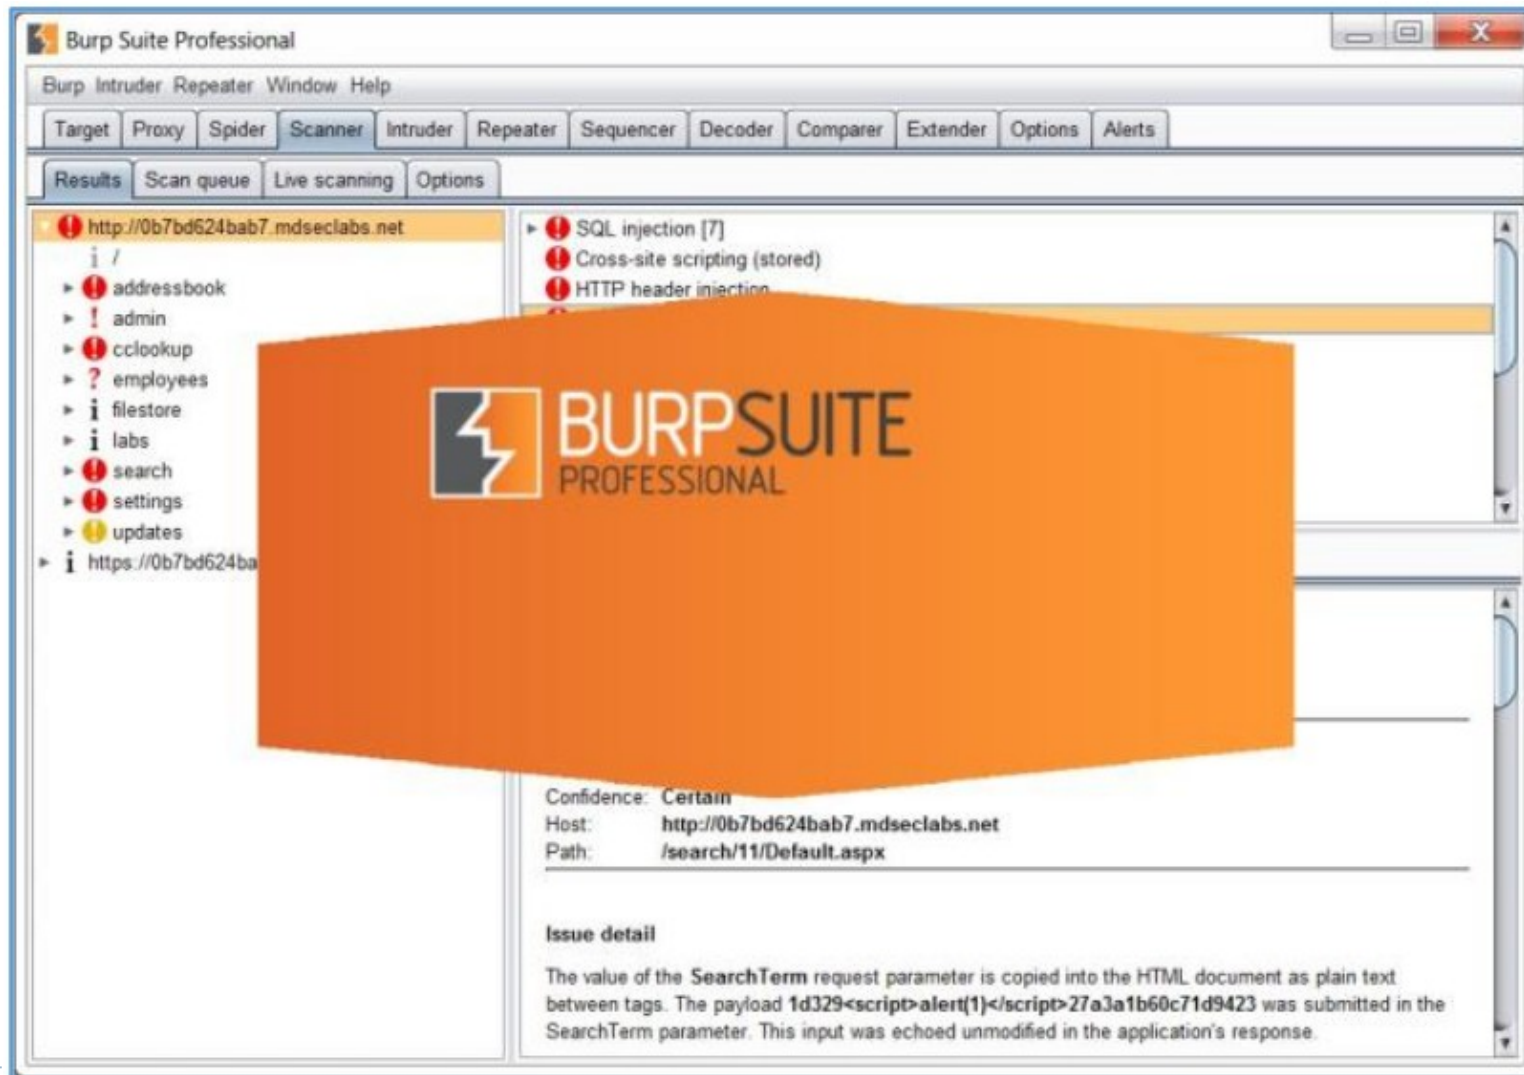 Burp Suite Professional
Burp Intruder Repeater Window Help
Target Proxy Spider Scanner Intruder Repeater Sequencer Decoder Comparer Extender Options Alerts
Results Scan queue Live scanning Options
http://0b7bd624bab7.mdseclabs.net
/
addressbook
admin
cclookup
employees
filestore
labs
search
settings
updates
https://0b7bd624ba
SQL injection [7]
Cross-site scripting (stored)
HTTP header injection
BURPSUITE
PROFESSIONAL
Confidence: Certain
Host: http://0b7bd624bab7.mdseclabs.net
Path: /search/11/Default.aspx
Issue detail
The value of the SearchTerm request parameter is copied into the HTML document as plain text
between tags. The payload 1d329<script>alert(1)</script>27a3a1b60c71d9423 was submitted in the
SearchTerm parameter. This input was echoed unmodified in the application's response.